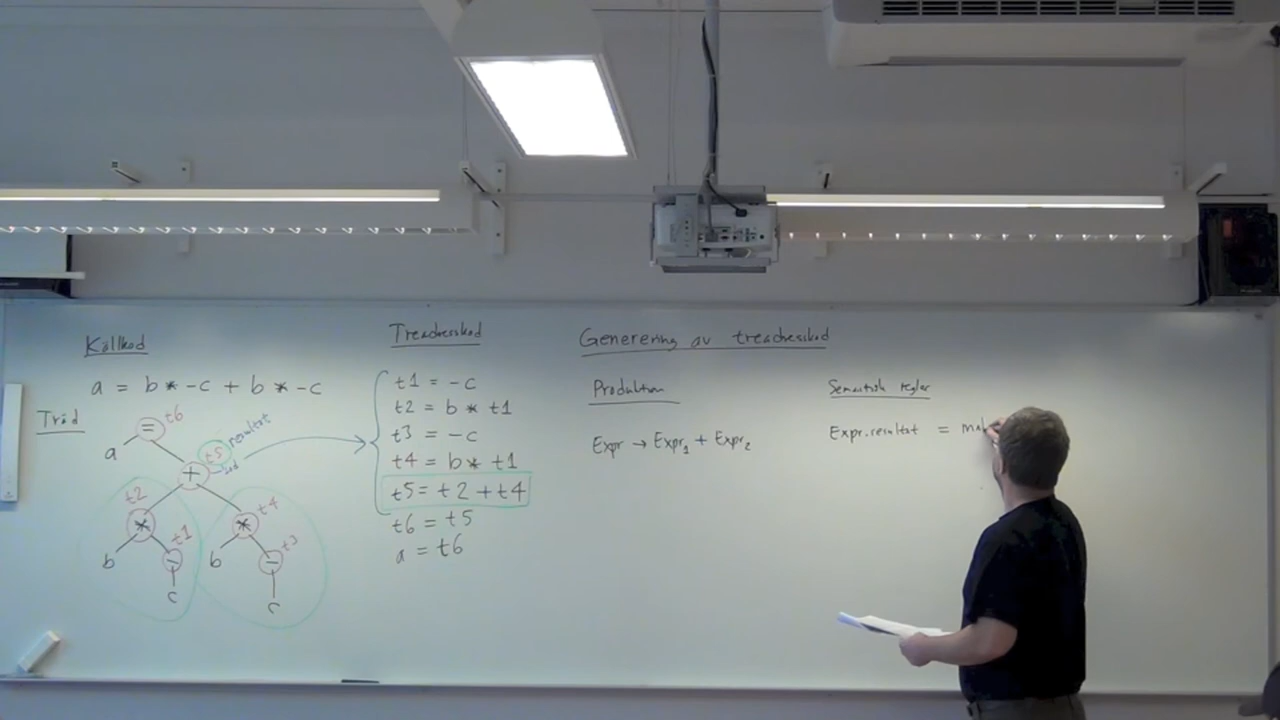 Källkod
a = b * -c + b * -c
Träd
= t6
a
+ t5 resultat
kod
* t2
* t4
b
- t1
b
- t3
c
c
Treadresskod
t1 = -c
t2 = b * t1
t3 = -c
t4 = b * t1
t5 = t2 + t4
t6 = t5
a = t6
Generering av treadresskod
Produktion
Expr → Expr₁ + Expr₂
Semantisk regler
Expr.resultat =